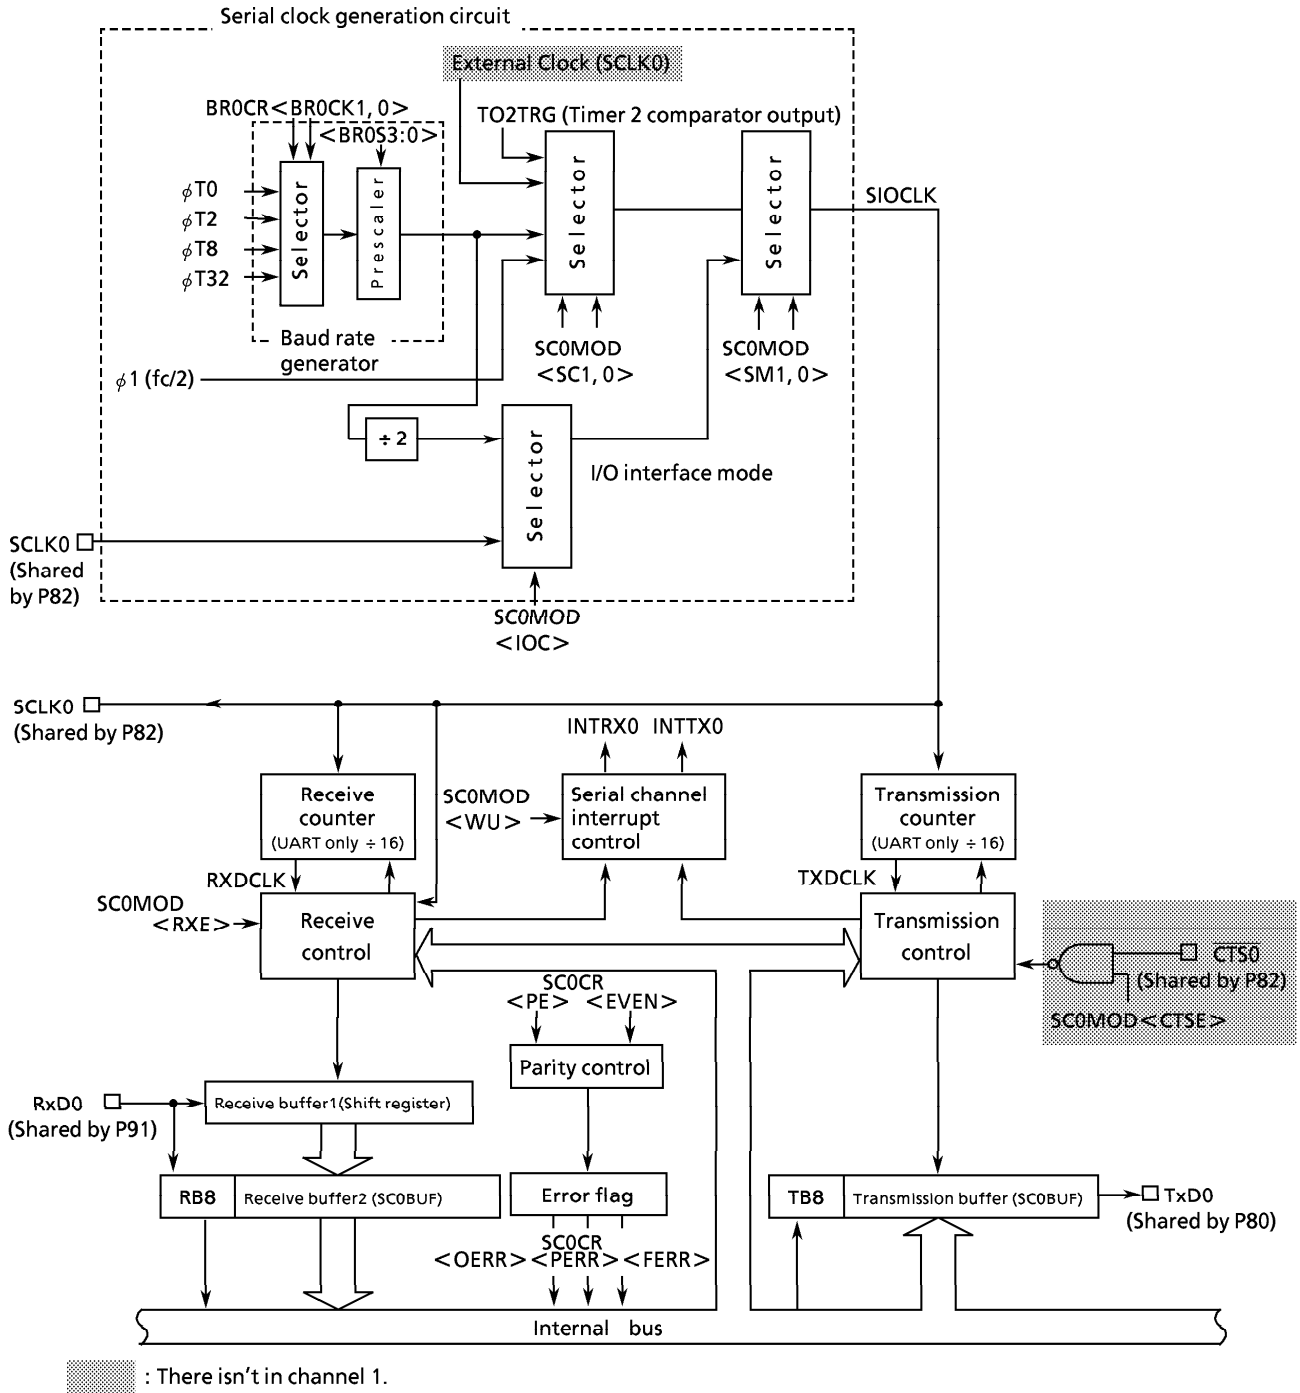 Serial clock generation circuit
External Clock (SCLK0)
BR0CR<BR0CK1, 0>
<BR0S3:0>
TO2TRG (Timer 2 comparator output)
ϕT0
ϕT2
ϕT8
ϕT32
Selector
Prescaler
Selector
Selector
SIOCLK
Baud rate
generator
SC0MOD
<SC1, 0>
SC0MOD
<SM1, 0>
ϕ1 (fc/2)
÷ 2
Selector
I/O interface mode
SCLK0
(Shared
by P82)
SC0MOD
<IOC>
SCLK0
(Shared by P82)
INTRX0
INTTX0
Receive
counter
(UART only ÷ 16)
SC0MOD
<WU>
Serial channel
interrupt
control
Transmission
counter
(UART only ÷ 16)
RXDCLK
TXDCLK
SC0MOD
<RXE>
Receive
control
Transmission
control
CTS0
(Shared by P82)
SC0MOD<CTSE>
SC0CR
<PE> <EVEN>
Parity control
RxD0
(Shared by P91)
Receive buffer1(Shift register)
RB8
Receive buffer2 (SC0BUF)
Error flag
TB8
Transmission buffer (SC0BUF)
TxD0
(Shared by P80)
SC0CR
<OERR> <PERR> <FERR>
Internal bus
: There isn't in channel 1.